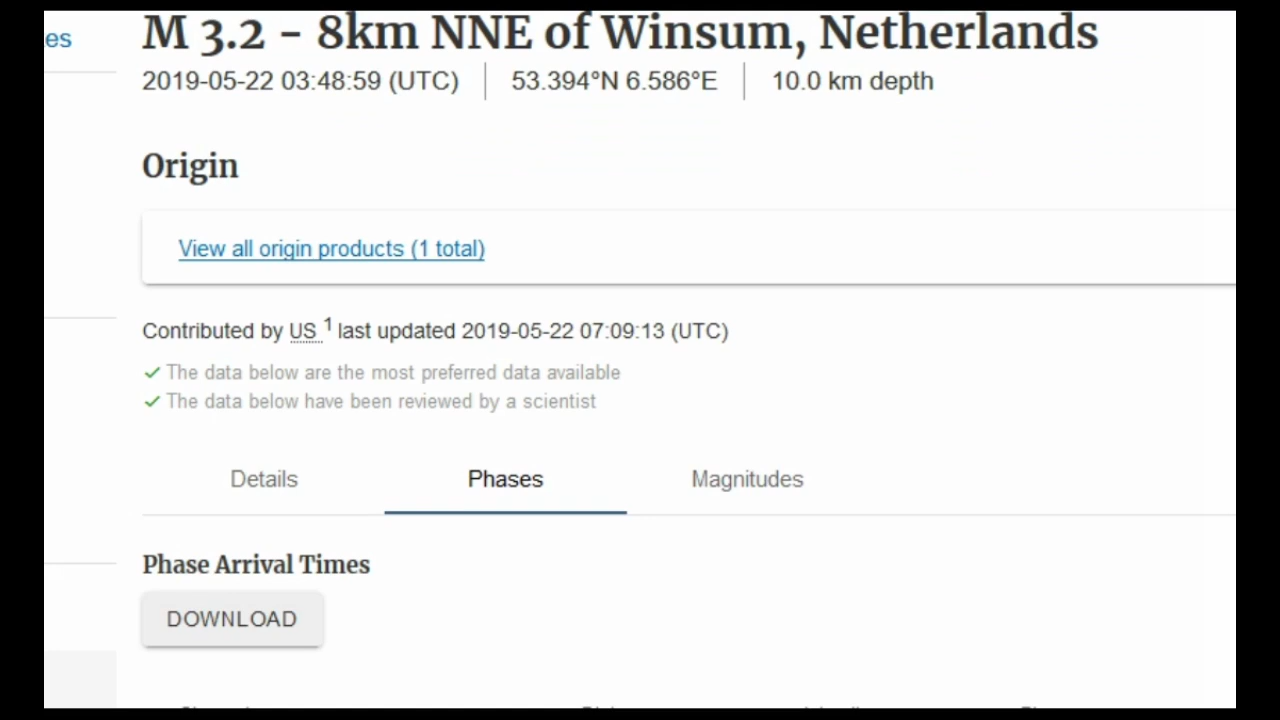 es
M 3.2 - 8km NNE of Winsum, Netherlands
2019-05-22 03:48:59 (UTC) 53.394°N 6.586°E 10.0 km depth
Origin
View all origin products (1 total)
Contributed by US 1 last updated 2019-05-22 07:09:13 (UTC)
The data below are the most preferred data available
The data below have been reviewed by a scientist
Details Phases Magnitudes
Phase Arrival Times
DOWNLOAD